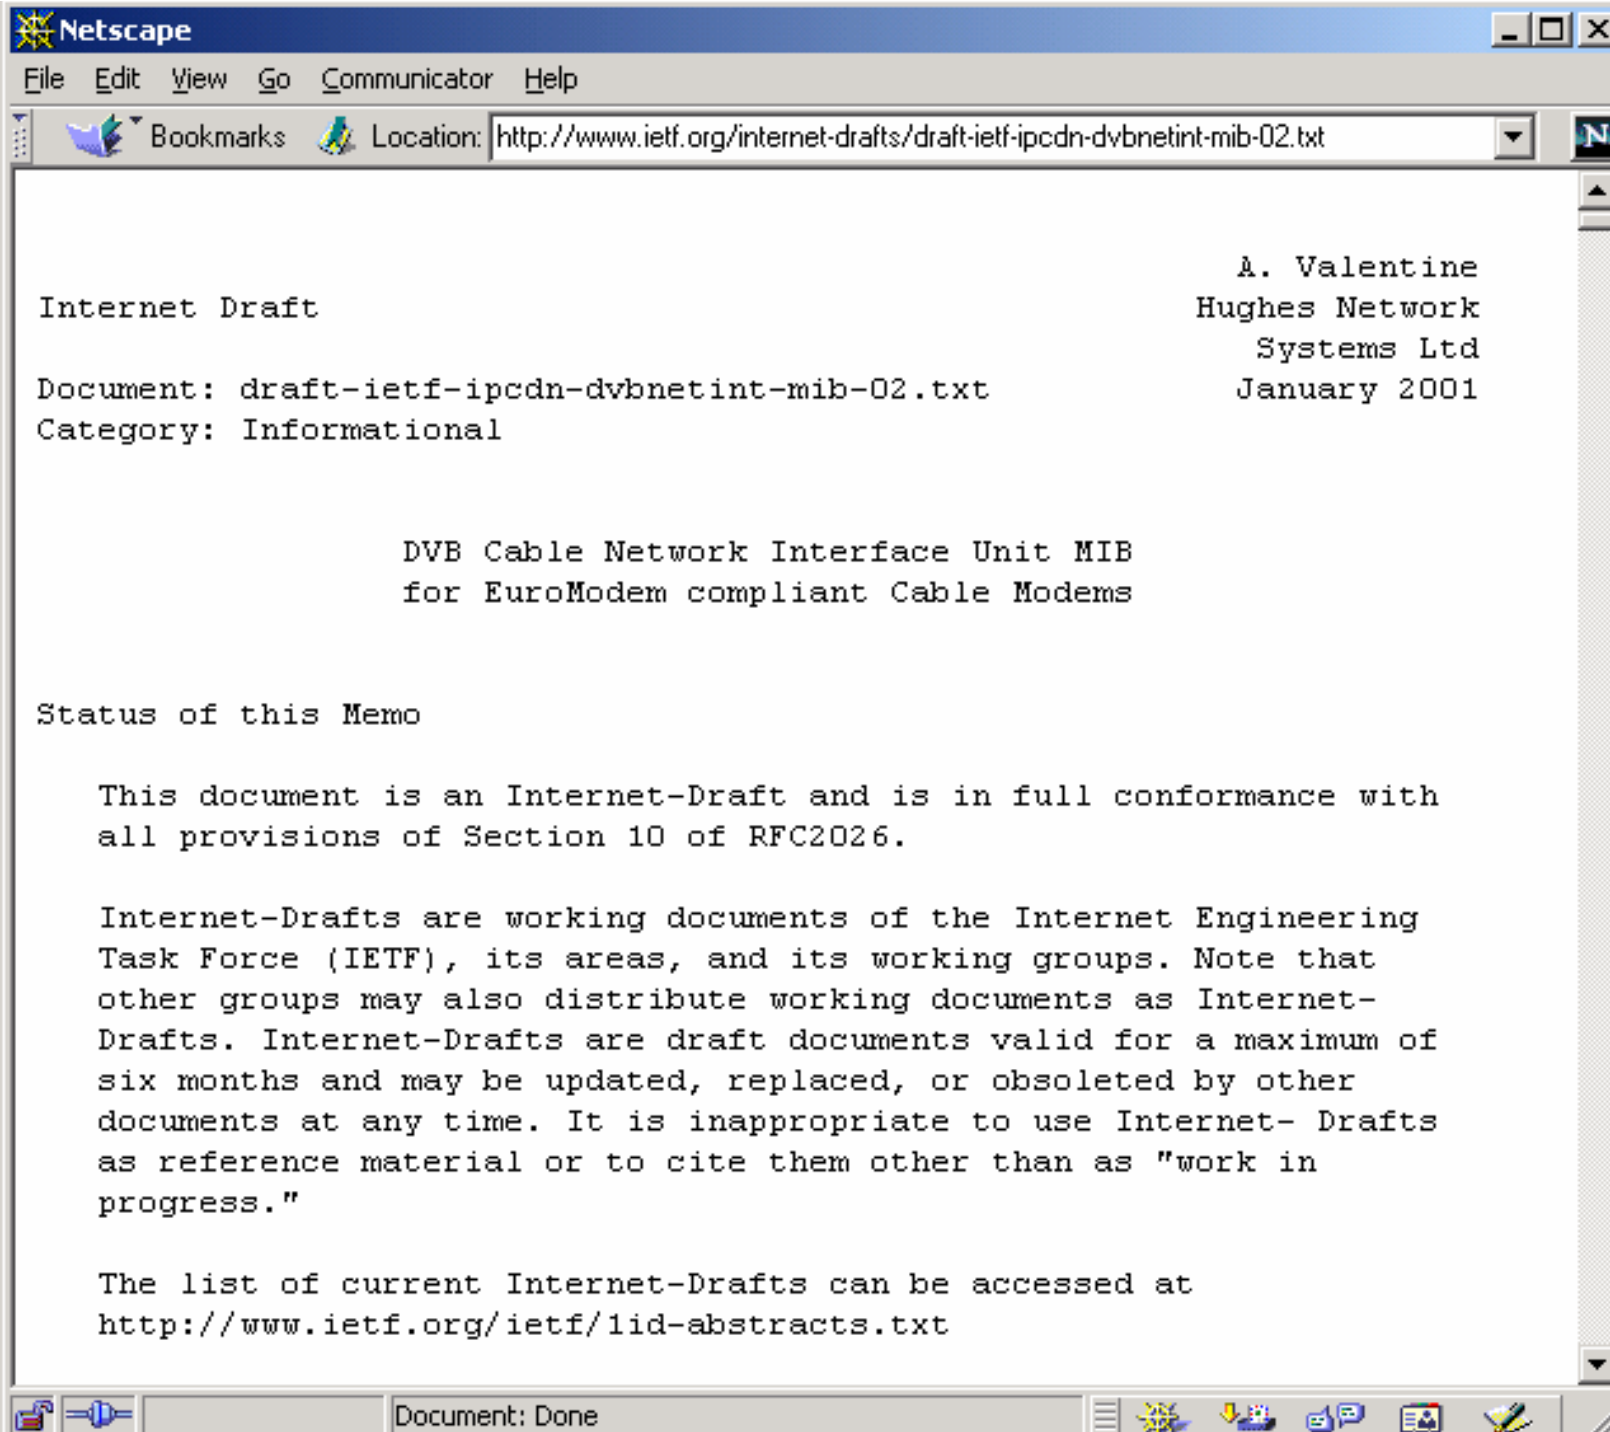 Netscape
File Edit View Go Communicator Help
Bookmarks Location: http://www.ietf.org/internet-drafts/draft-ietf-ipcdn-dvbnetint-mib-02.txt N
A. Valentine
Internet Draft Hughes Network
Systems Ltd
Document: draft-ietf-ipcdn-dvbnetint-mib-02.txt January 2001
Category: Informational
DVB Cable Network Interface Unit MIB
for EuroModem compliant Cable Modems
Status of this Memo
This document is an Internet-Draft and is in full conformance with
all provisions of Section 10 of RFC2026.
Internet-Drafts are working documents of the Internet Engineering
Task Force (IETF), its areas, and its working groups. Note that
other groups may also distribute working documents as Internet-
Drafts. Internet-Drafts are draft documents valid for a maximum of
six months and may be updated, replaced, or obsoleted by other
documents at any time. It is inappropriate to use Internet- Drafts
as reference material or to cite them other than as "work in
progress."
The list of current Internet-Drafts can be accessed at
http://www.ietf.org/ietf/1id-abstracts.txt
Document: Done